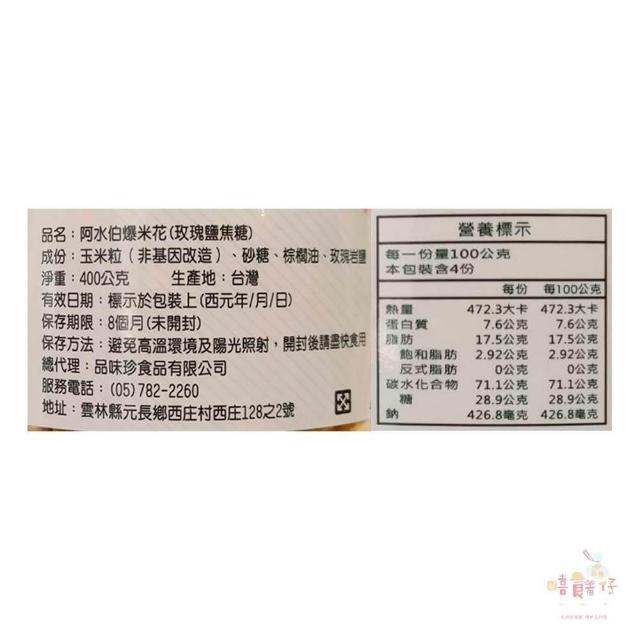 品名：阿水伯爆米花(玫瑰鹽焦糖)
成份：玉米粒（非基因改造）、砂糖、棕櫚油、玫瑰岩鹽
淨重：400公克　生產地：台灣
有效日期：標示於包裝上(西元年/月/日)
保存期限：8個月(未開封)
保存方法：避免高溫環境及陽光照射，開封後請盡快食用
總代理：品味珍食品有限公司
服務電話：(05)782-2260
地址：雲林縣元長鄉西庄村西庄128之2號
營養標示
每一份量100公克
本包裝含4份
每份　每100公克
熱量　472.3大卡　472.3大卡
蛋白質　7.6公克　7.6公克
脂肪　17.5公克　17.5公克
飽和脂肪　2.92公克　2.92公克
反式脂肪　0公克　0公克
碳水化合物　71.1公克　71.1公克
糖　28.9公克　28.9公克
鈉　426.8毫克　426.8毫克